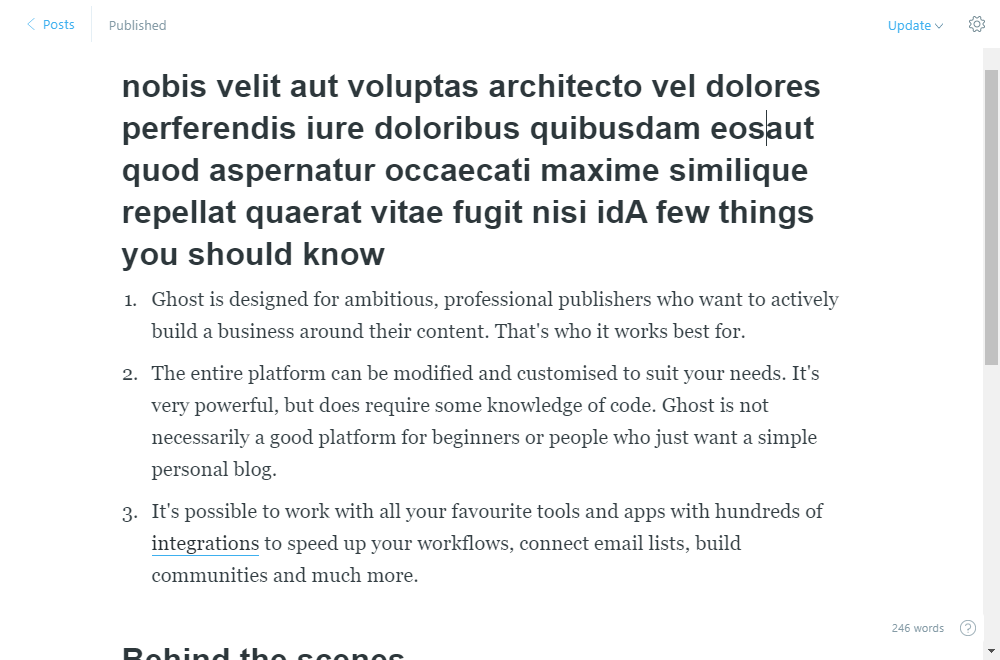 Posts
Published
Update
nobis velit aut voluptas architecto vel dolores
perferendis iure doloribus quibusdam eosaut
quod aspernatur occaecati maxime similique
repellat quaerat vitae fugit nisi idA few things
you should know
1. Ghost is designed for ambitious, professional publishers who want to actively
build a business around their content. That's who it works best for.
2. The entire platform can be modified and customised to suit your needs. It's
very powerful, but does require some knowledge of code. Ghost is not
necessarily a good platform for beginners or people who just want a simple
personal blog.
3. It's possible to work with all your favourite tools and apps with hundreds of
integrations to speed up your workflows, connect email lists, build
communities and much more.
246 words
?
Behind the scenes